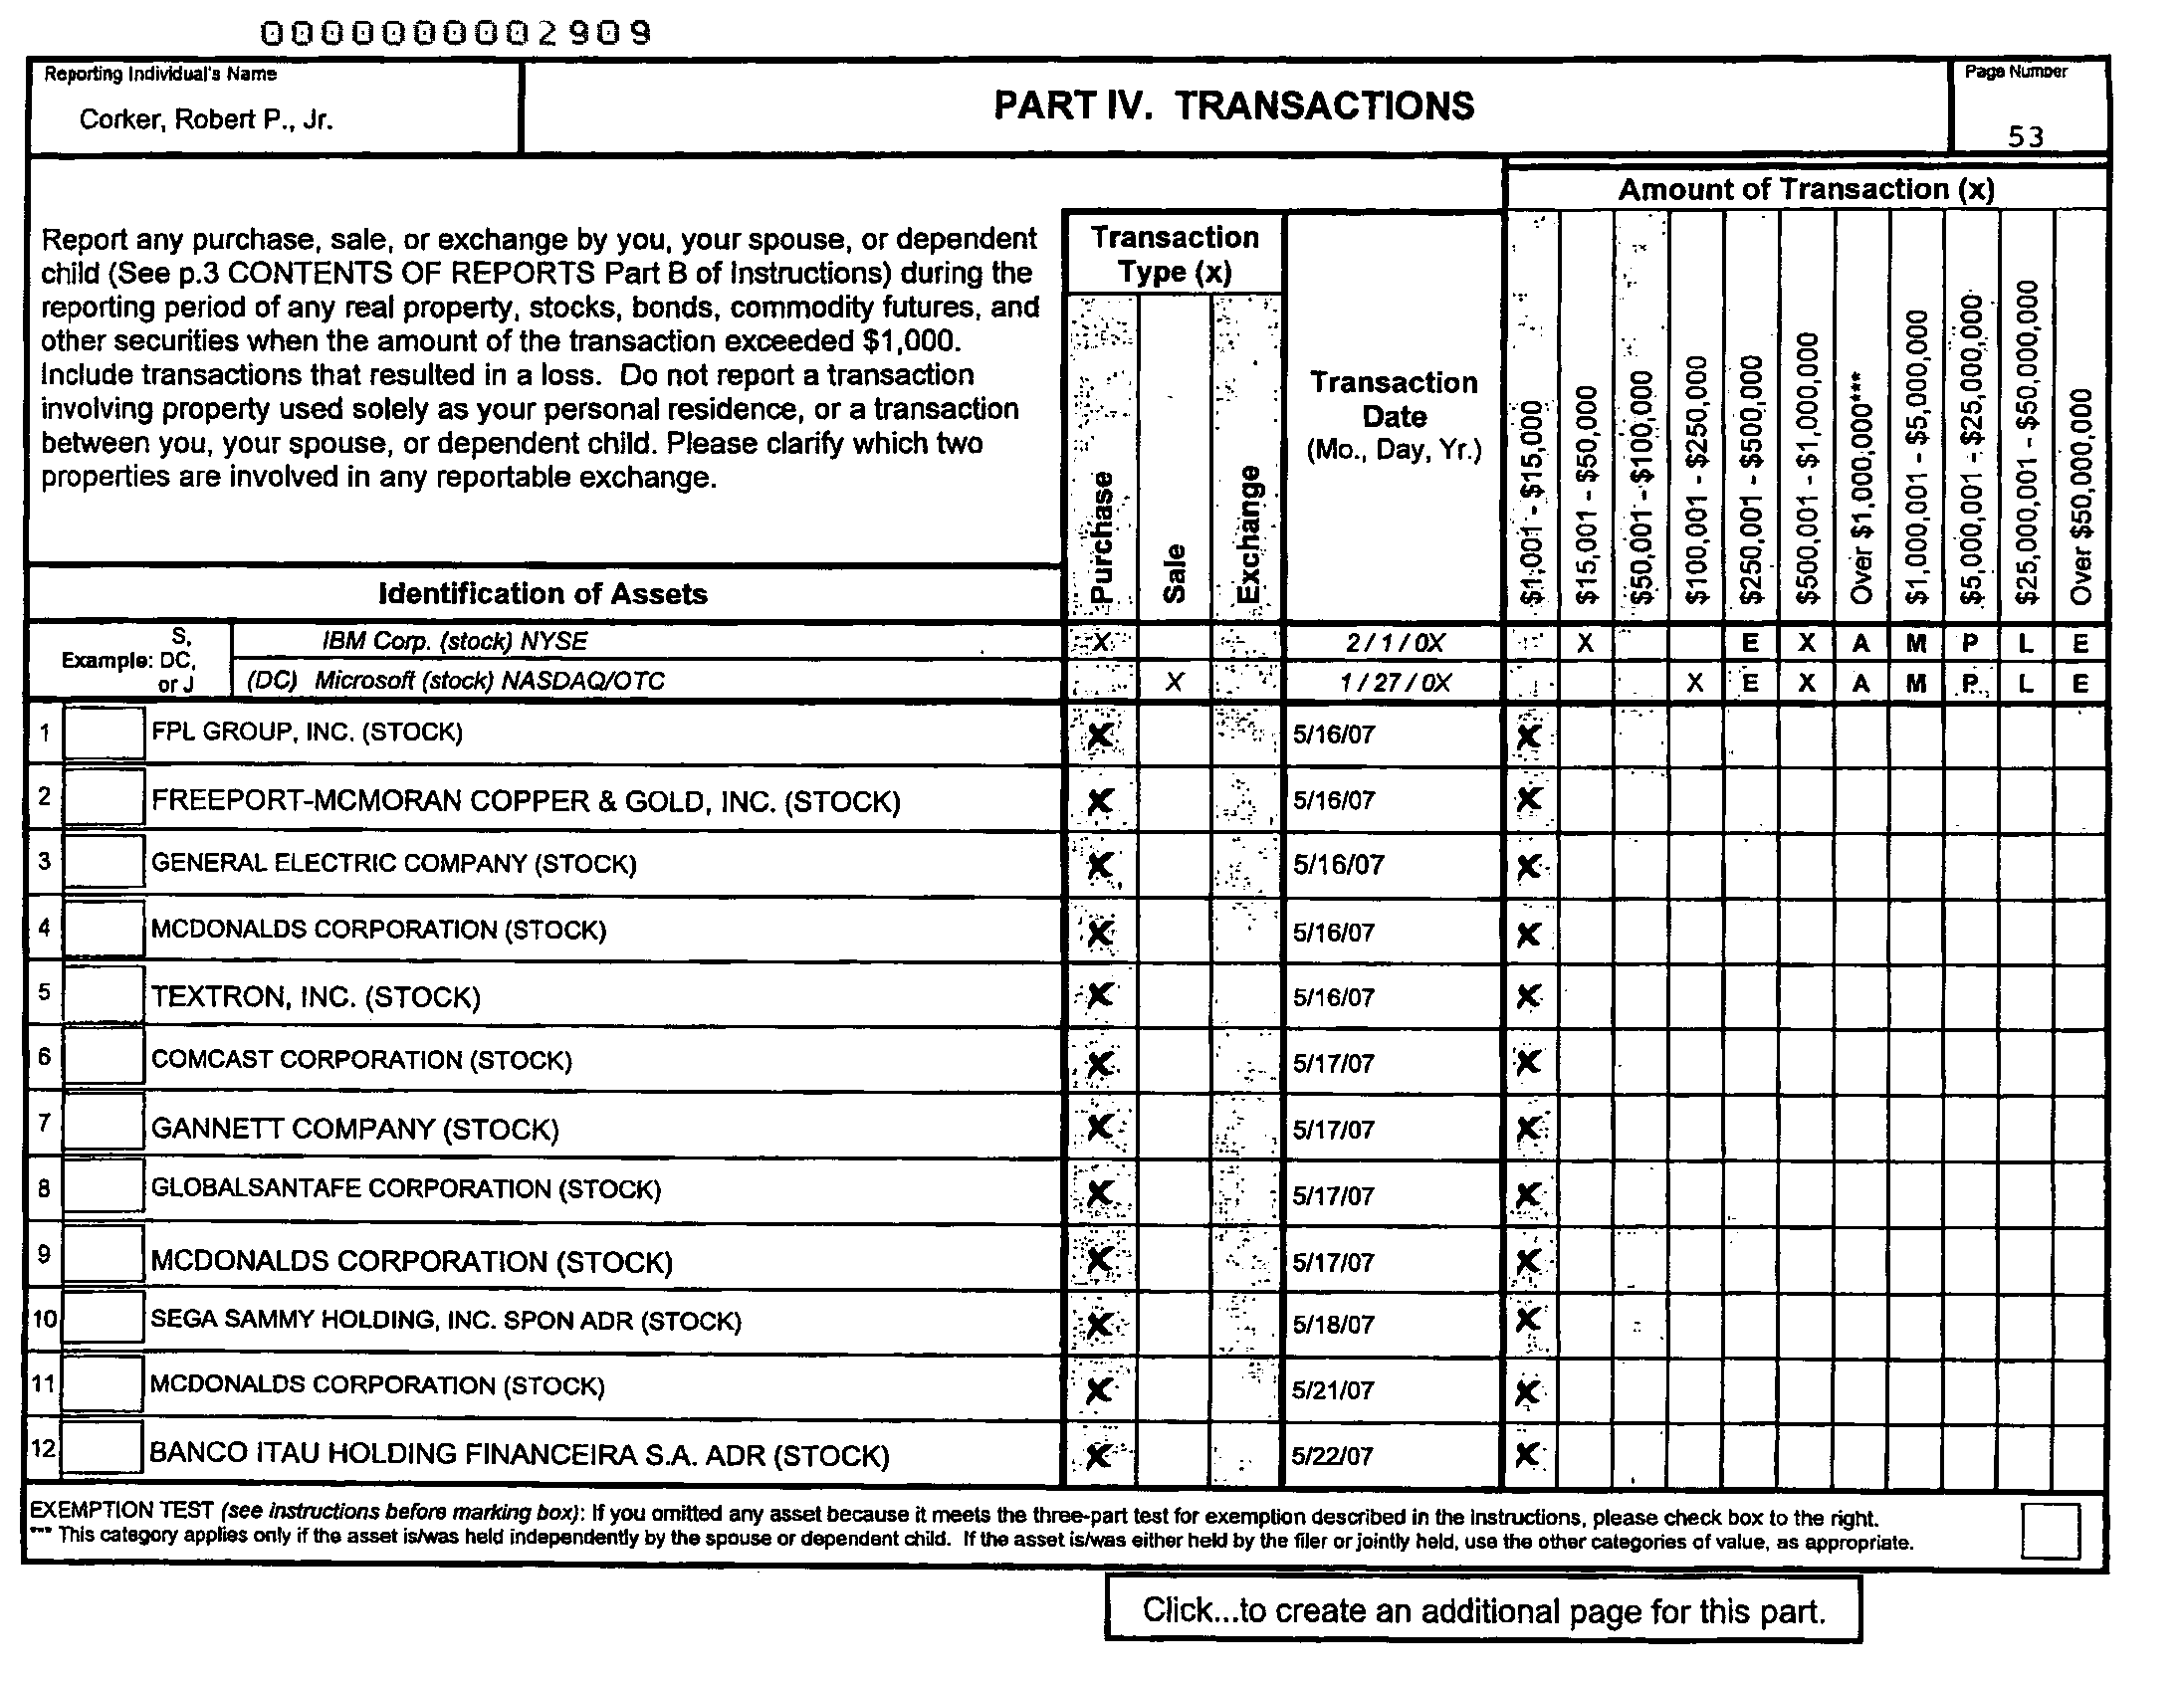 0000000002909
Reporting Individual's Name
Corker, Robert P., Jr.
PART IV. TRANSACTIONS
Page Number
53
Amount of Transaction (x)
Report any purchase, sale, or exchange by you, your spouse, or dependent
child (See p.3 CONTENTS OF REPORTS Part B of Instructions) during the
reporting period of any real property, stocks, bonds, commodity futures, and
other securities when the amount of the transaction exceeded $1,000.
Include transactions that resulted in a loss. Do not report a transaction
involving property used solely as your personal residence, or a transaction
between you, your spouse, or dependent child. Please clarify which two
properties are involved in any reportable exchange.
Transaction
Type (x)
Purchase
Sale
Exchange
Transaction
Date
(Mo., Day, Yr.)
$1,001 - $15,000
$15,001 - $50,000
$50,001 - $100,000
$100,001 - $250,000
$250,001 - $500,000
$500,001 - $1,000,000
Over $1,000,000***
$1,000,001 - $5,000,000
$5,000,001 - $25,000,000
$25,000,001 - $50,000,000
Over $50,000,000
Identification of Assets
Example: S, DC, or J
IBM Corp. (stock) NYSE X 2 / 1 / 0X X E X A M P L E
(DC) Microsoft (stock) NASDAQ/OTC X 1 / 27 / 0X X E X A M P L E
1 FPL GROUP, INC. (STOCK) X 5/16/07 X
2 FREEPORT-MCMORAN COPPER & GOLD, INC. (STOCK) X 5/16/07 X
3 GENERAL ELECTRIC COMPANY (STOCK) X 5/16/07 X
4 MCDONALDS CORPORATION (STOCK) X 5/16/07 X
5 TEXTRON, INC. (STOCK) X 5/16/07 X
6 COMCAST CORPORATION (STOCK) X 5/17/07 X
7 GANNETT COMPANY (STOCK) X 5/17/07 X
8 GLOBALSANTAFE CORPORATION (STOCK) X 5/17/07 X
9 MCDONALDS CORPORATION (STOCK) X 5/17/07 X
10 SEGA SAMMY HOLDING, INC. SPON ADR (STOCK) X 5/18/07 X
11 MCDONALDS CORPORATION (STOCK) X 5/21/07 X
12 BANCO ITAU HOLDING FINANCEIRA S.A. ADR (STOCK) X 5/22/07 X
EXEMPTION TEST (see instructions before marking box): If you omitted any asset because it meets the three-part test for exemption described in the instructions, please check box to the right.
*** This category applies only if the asset is/was held independently by the spouse or dependent child. If the asset is/was either held by the filer or jointly held, use the other categories of value, as appropriate.
Click...to create an additional page for this part.